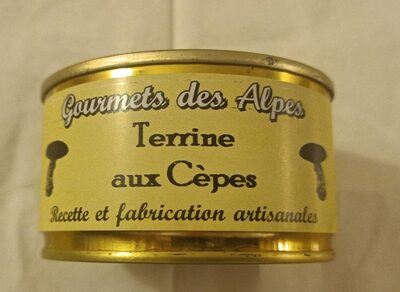 Gourmets des Alpes
Terrine
aux Cèpes
Recette et fabrication artisanales